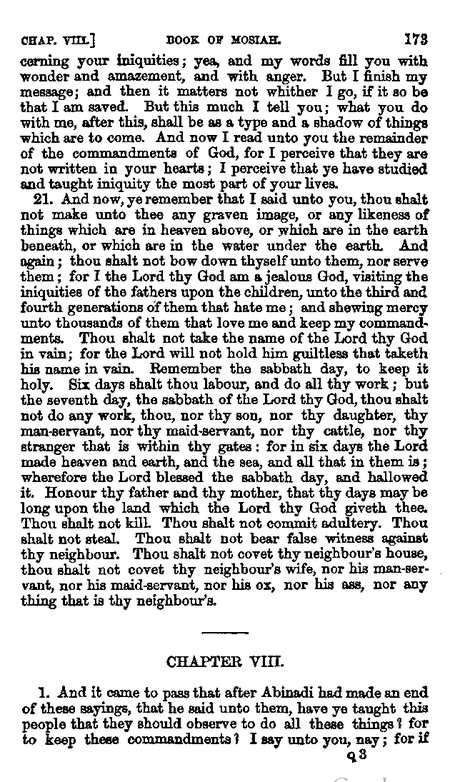 CHAP. VIII.] BOOK OF MOSIAH. 173
cerning your iniquities; yea, and my words fill you with
wonder and amazement, and with anger. But I finish my
message; and then it matters not whither I go, if it so be
that I am saved. But this much I tell you; what you do
with me, after this, shall be as a type and a shadow of things
which are to come. And now I read unto you the remainder
of the commandments of God, for I perceive that they are
not written in your hearts; I perceive that ye have studied
and taught iniquity the most part of your lives.
21. And now, ye remember that I said unto you, thou shalt
not make unto thee any graven image, or any likeness of
things which are in heaven above, or which are in the earth
beneath, or which are in the water under the earth. And
again; thou shalt not bow down thyself unto them, nor serve
them; for I the Lord thy God am a jealous God, visiting the
iniquities of the fathers upon the children, unto the third and
fourth generations of them that hate me; and shewing mercy
unto thousands of them that love me and keep my command-
ments. Thou shalt not take the name of the Lord thy God
in vain; for the Lord will not hold him guiltless that taketh
his name in vain. Remember the sabbath day, to keep it
holy. Six days shalt thou labour, and do all thy work; but
the seventh day, the sabbath of the Lord thy God, thou shalt
not do any work, thou, nor thy son, nor thy daughter, thy
man-servant, nor thy maid-servant, nor thy cattle, nor thy
stranger that is within thy gates: for in six days the Lord
made heaven and earth, and the sea, and all that in them is;
wherefore the Lord blessed the sabbath day, and hallowed
it. Honour thy father and thy mother, that thy days may be
long upon the land which the Lord thy God giveth thee.
Thou shalt not kill. Thou shalt not commit adultery. Thou
shalt not steal. Thou shalt not bear false witness against
thy neighbour. Thou shalt not covet thy neighbour's house,
thou shalt not covet thy neighbour's wife, nor his man-ser-
vant, nor his maid-servant, nor his ox, nor his ass, nor any
thing that is thy neighbour's.
CHAPTER VIII.
1. And it came to pass that after Abinadi had made an end
of these sayings, that he said unto them, have ye taught this
people that they should observe to do all these things? for
to keep these commandments? I say unto you, nay; for if
Q 3